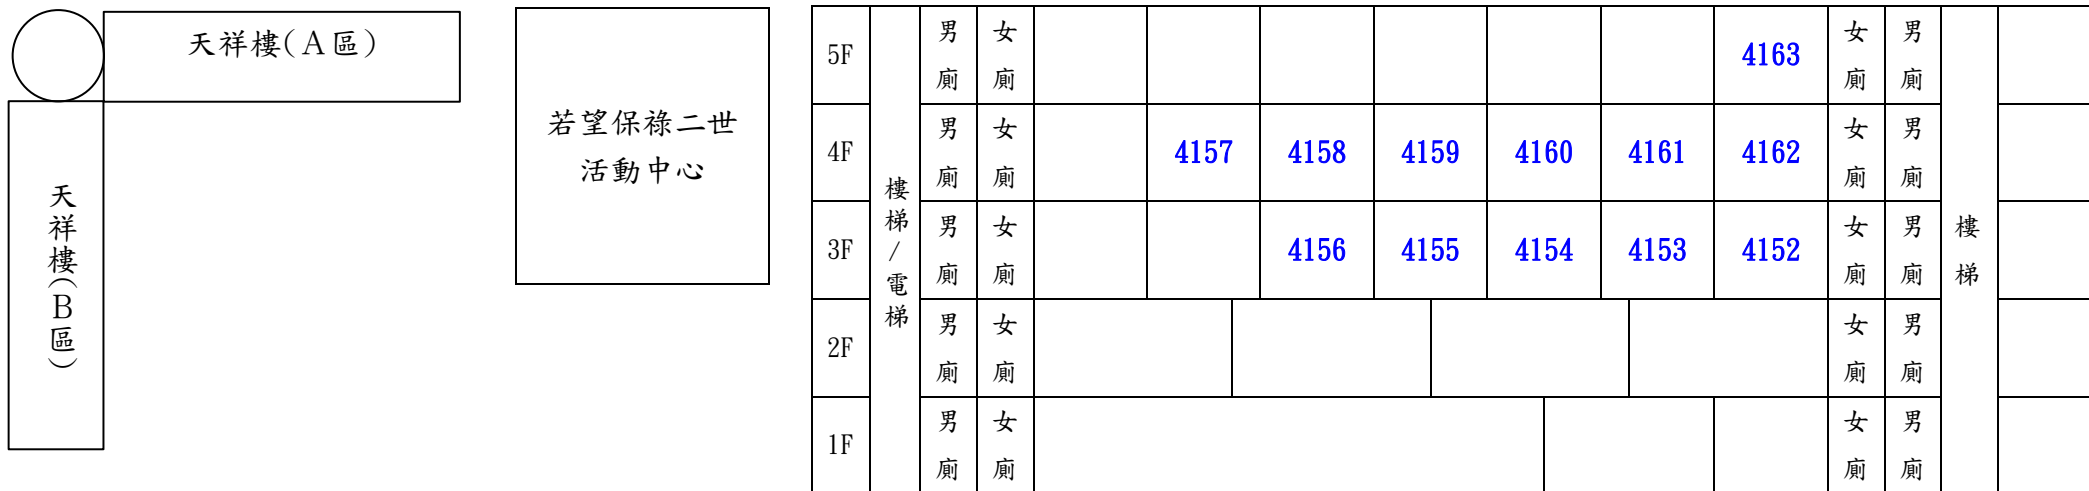 天祥樓(A區)
天祥樓(B區)
若望保祿二世
活動中心
5F 男廁 女廁 4163 女廁 男廁
4F 男廁 女廁 4157 4158 4159 4160 4161 4162 女廁 男廁
樓梯/電梯
3F 男廁 女廁 4156 4155 4154 4153 4152 女廁 男廁
樓梯
2F 男廁 女廁 女廁 男廁
1F 男廁 女廁 女廁 男廁